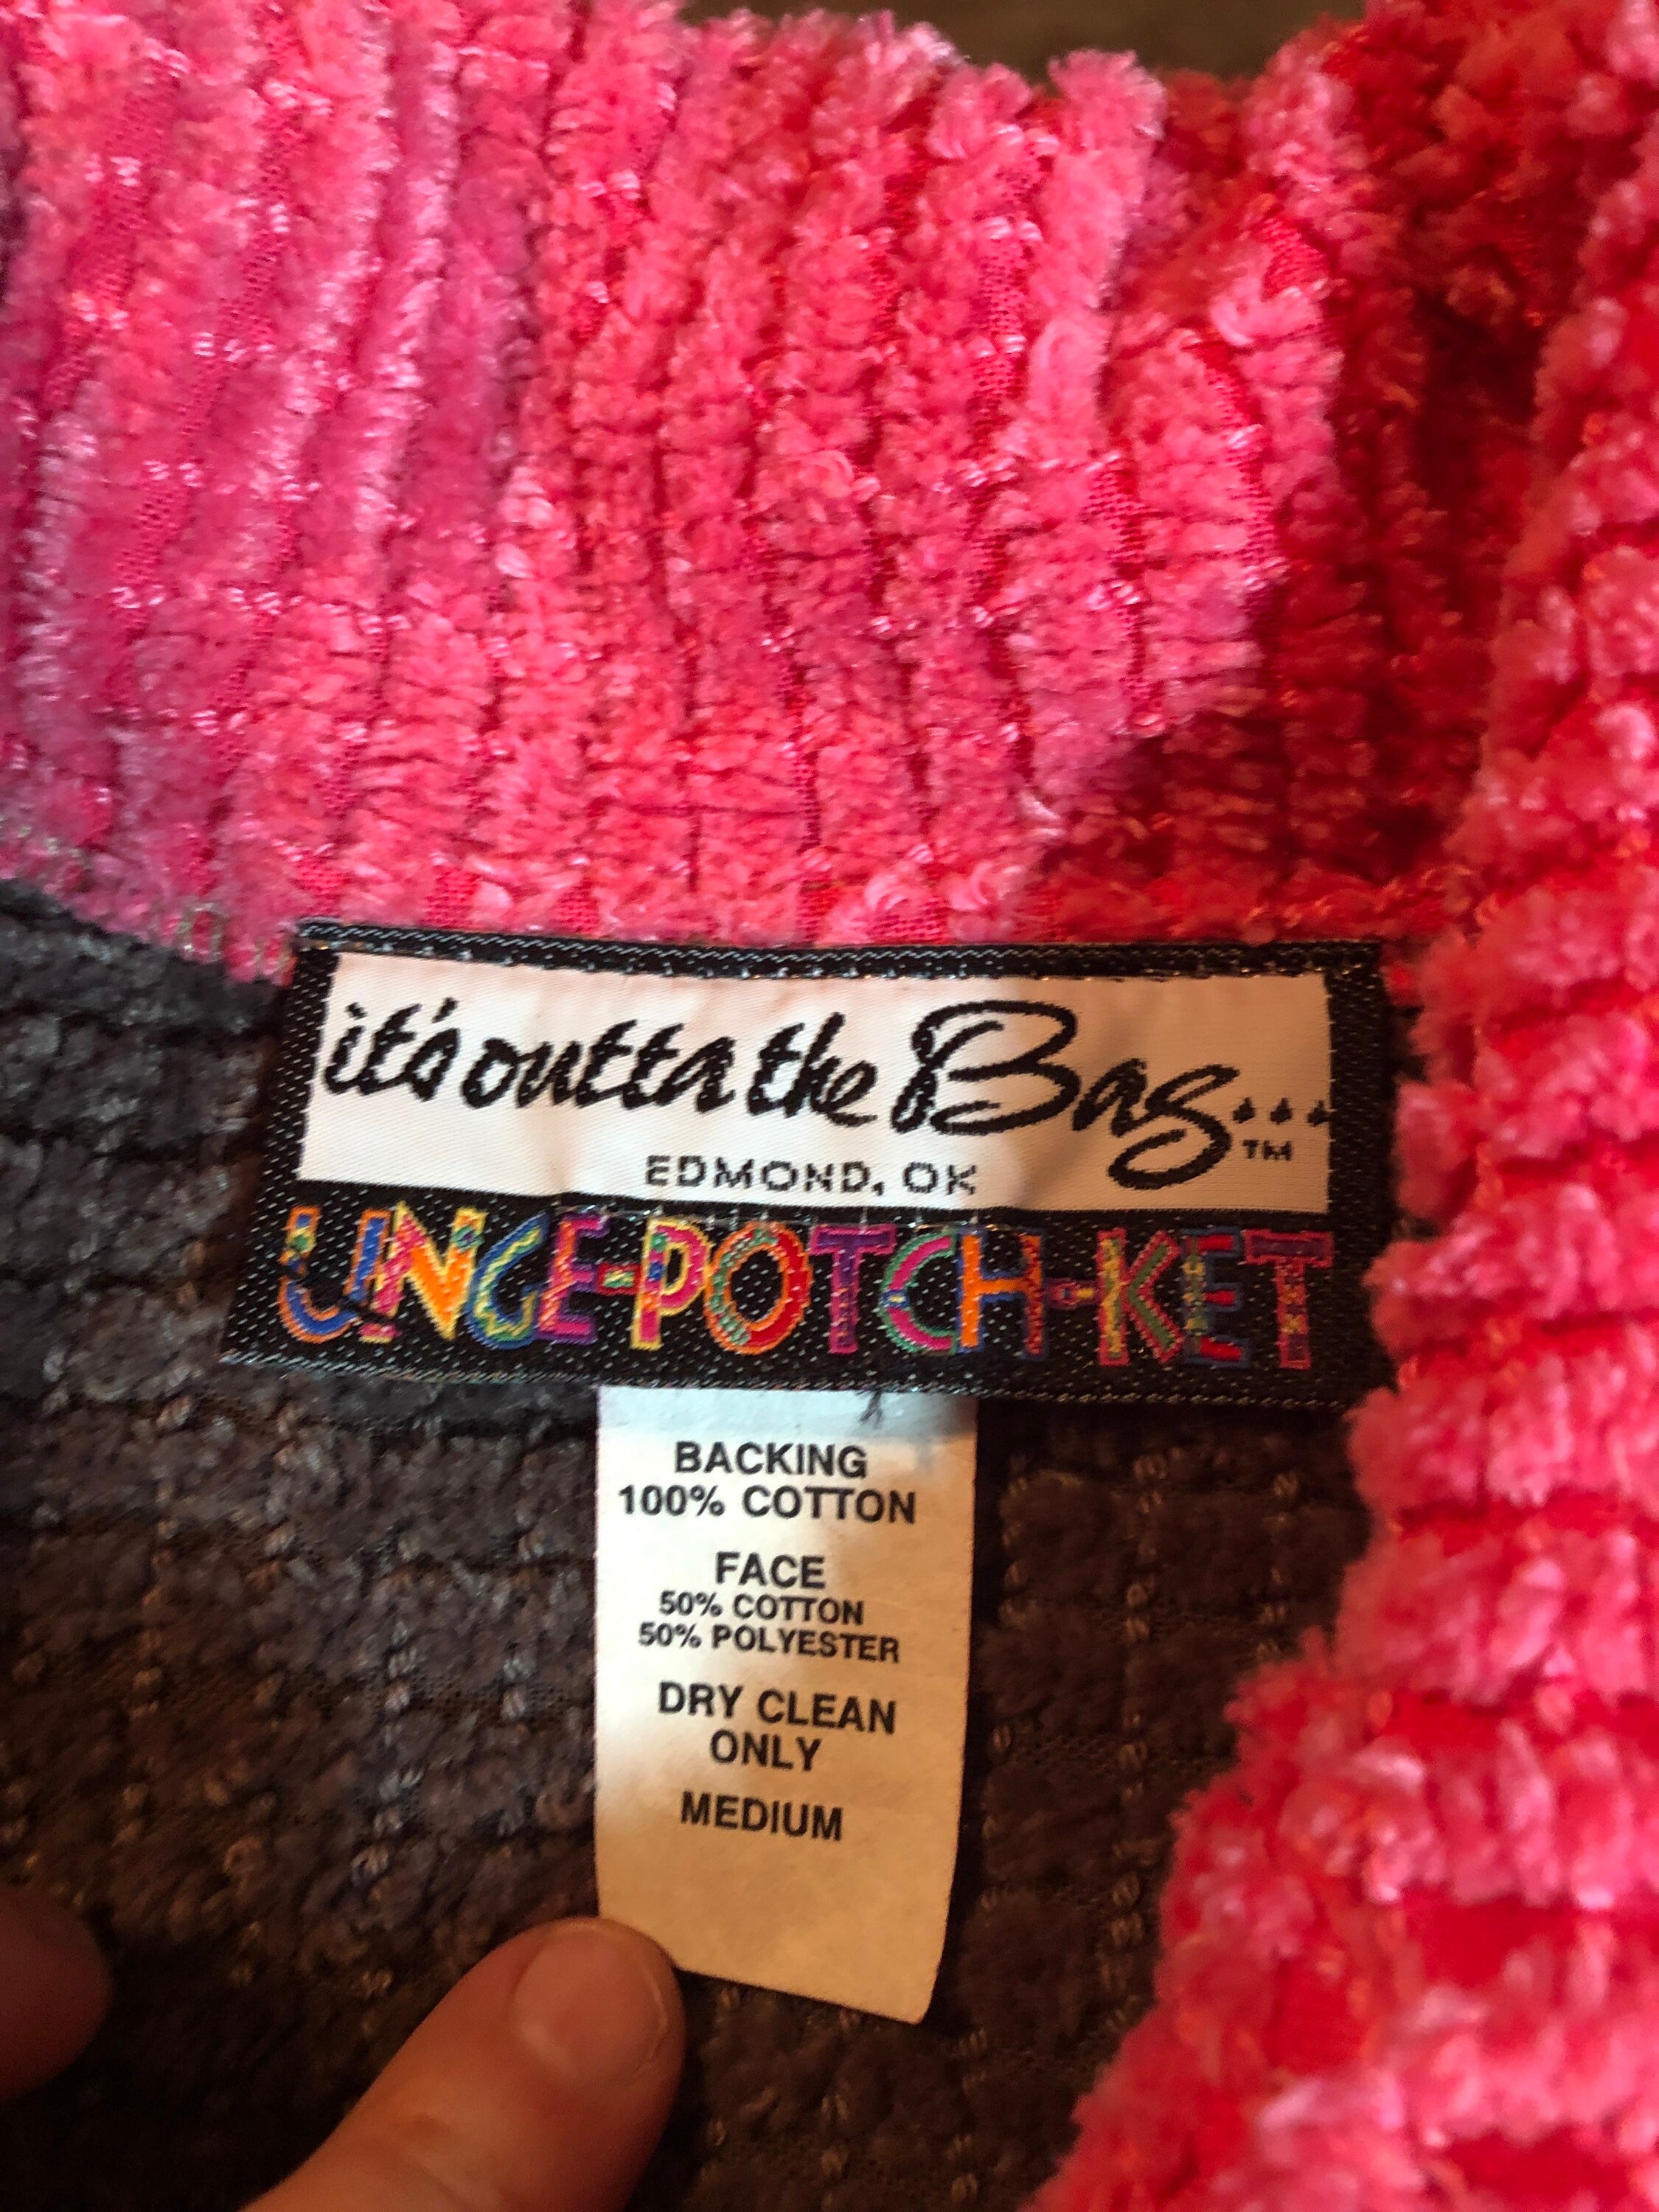 it's outta the Bag...™
EDMOND, OK
UNGE-POTCH-KET
BACKING
100% COTTON
FACE
50% COTTON
50% POLYESTER
DRY CLEAN
ONLY
MEDIUM